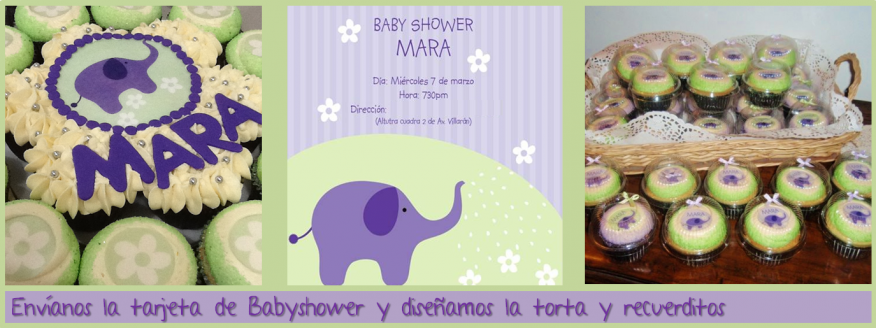 MARA
BABY SHOWER
MARA
Día: Miércoles 7 de marzo
Hora: 730pm
Dirección:
(Altutra cuadra 2 de Av. Villarán)
Envíanos la tarjeta de Babyshower y diseñamos la torta y recuerditos